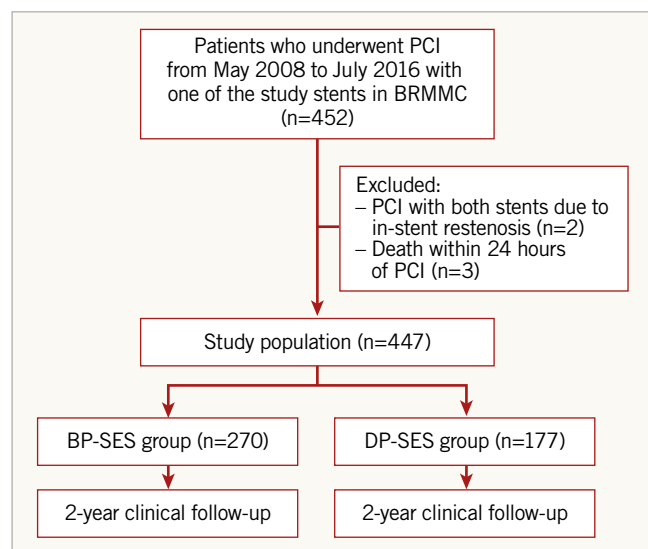 Patients who underwent PCI
from May 2008 to July 2016 with
one of the study stents in BRMMC
(n=452)
Excluded:
– PCI with both stents due to
in-stent restenosis (n=2)
– Death within 24 hours
of PCI (n=3)
Study population (n=447)
BP-SES group (n=270)
DP-SES group (n=177)
2-year clinical follow-up
2-year clinical follow-up